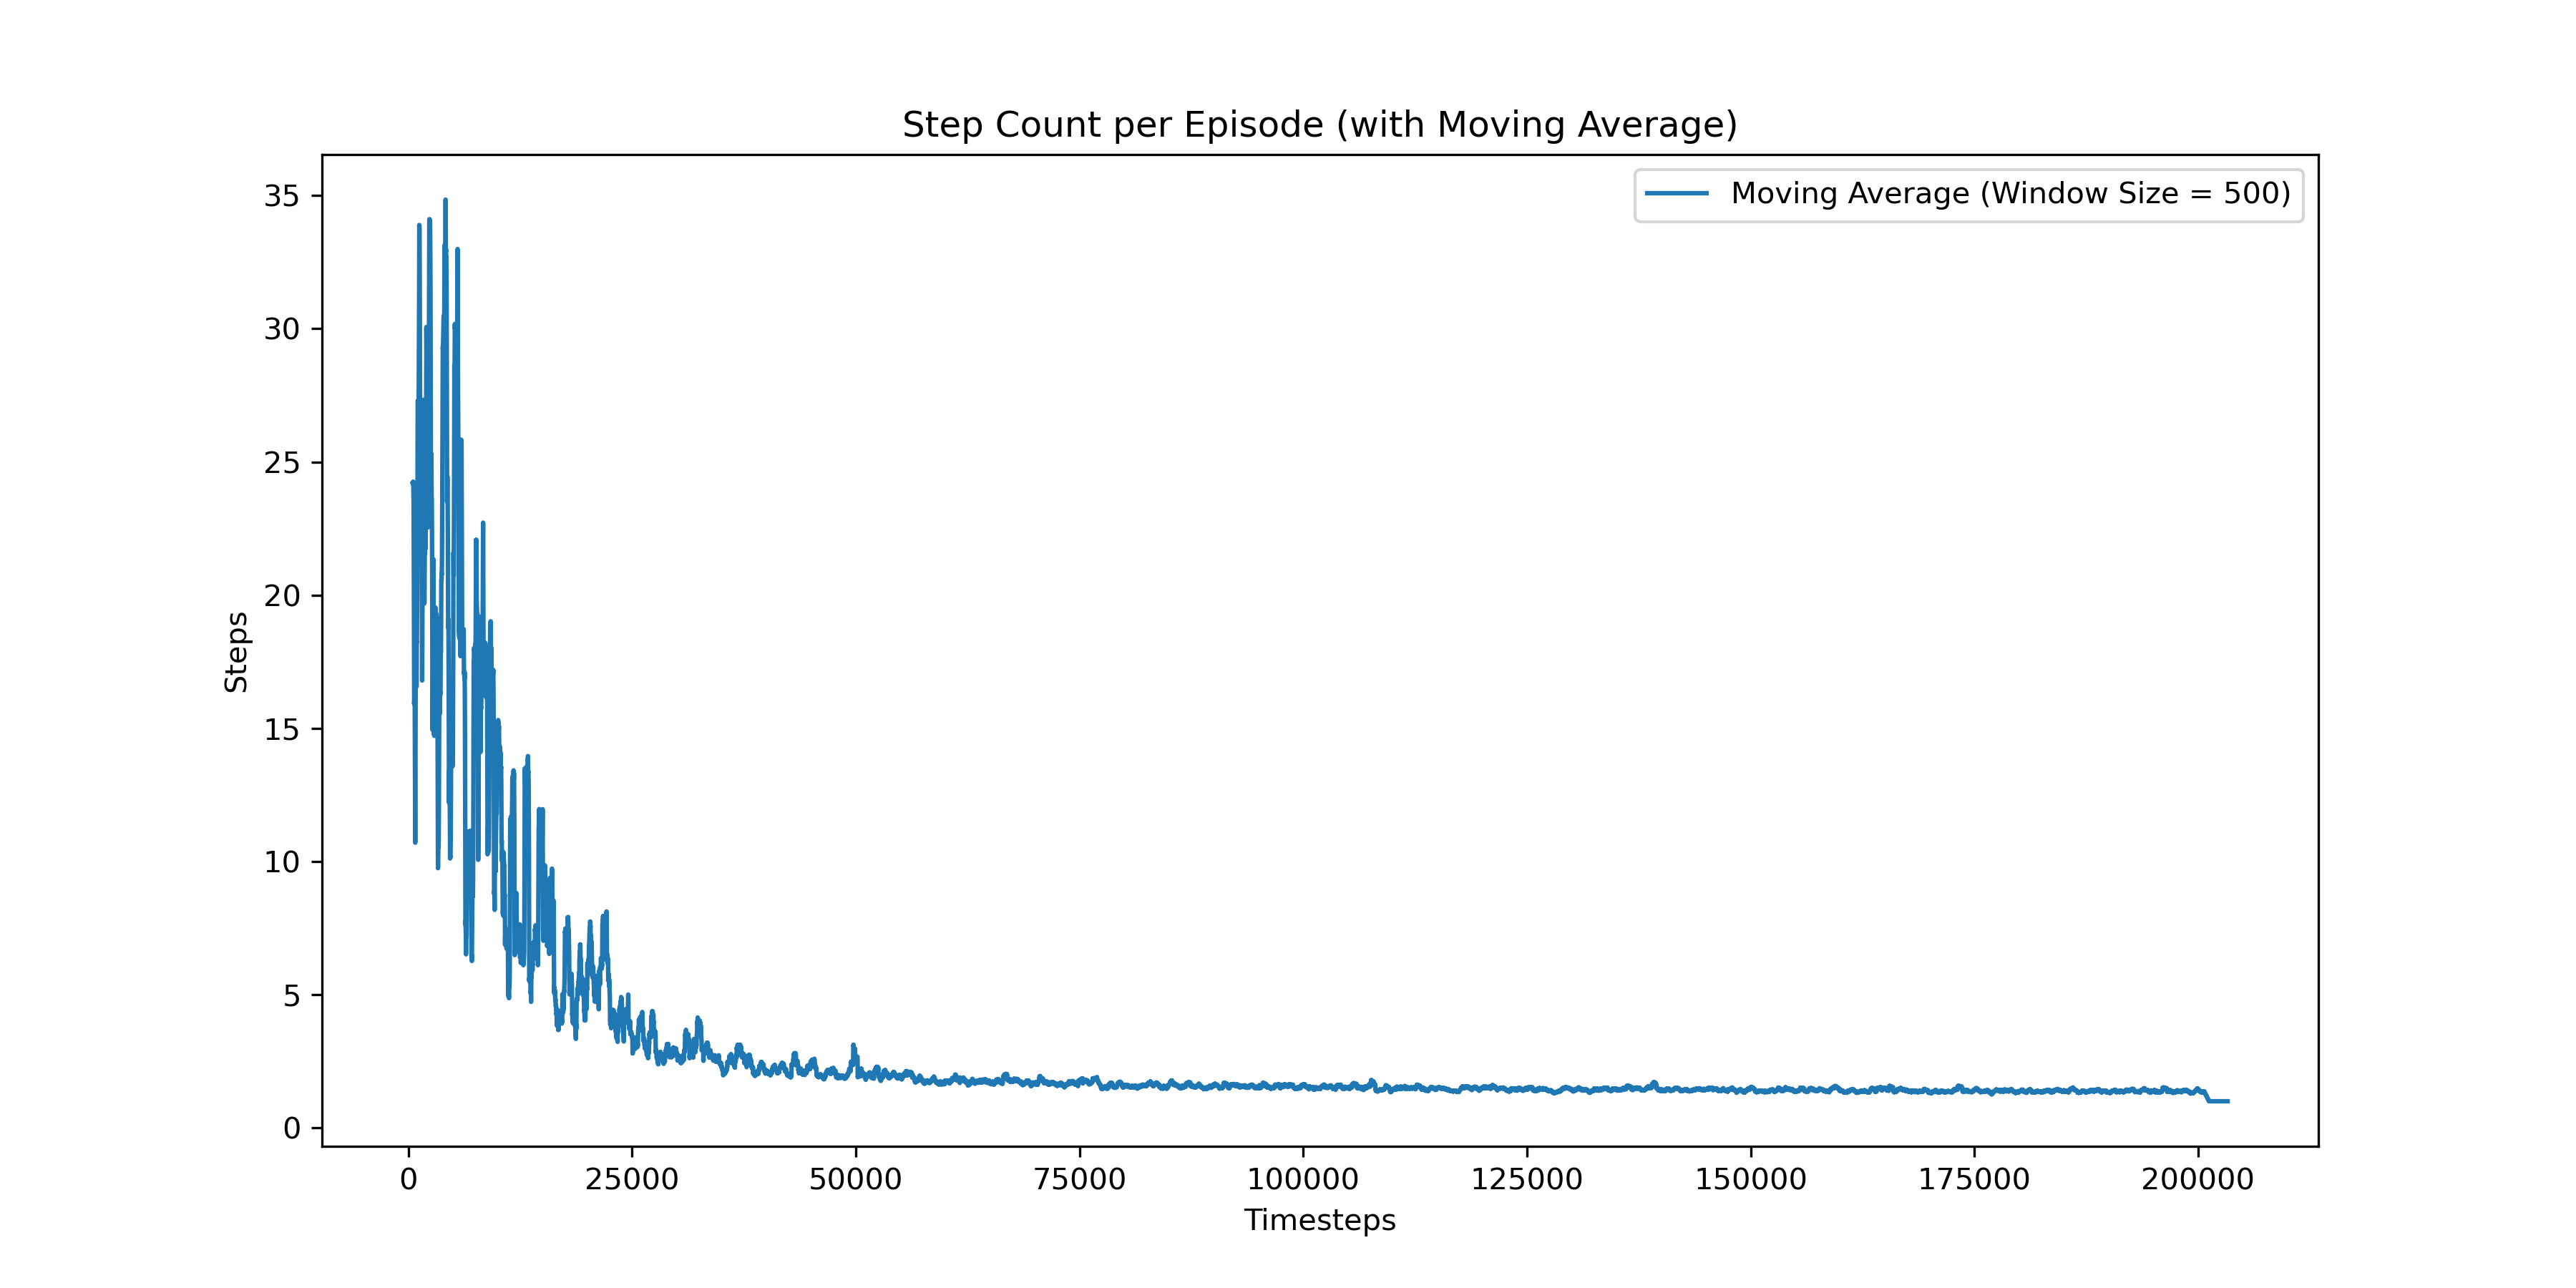 Step Count per Episode (with Moving Average)
Moving Average (Window Size = 500)
35
30
25
20
15
10
5
0
Steps
0 25000 50000 75000 100000 125000 150000 175000 200000
Timesteps